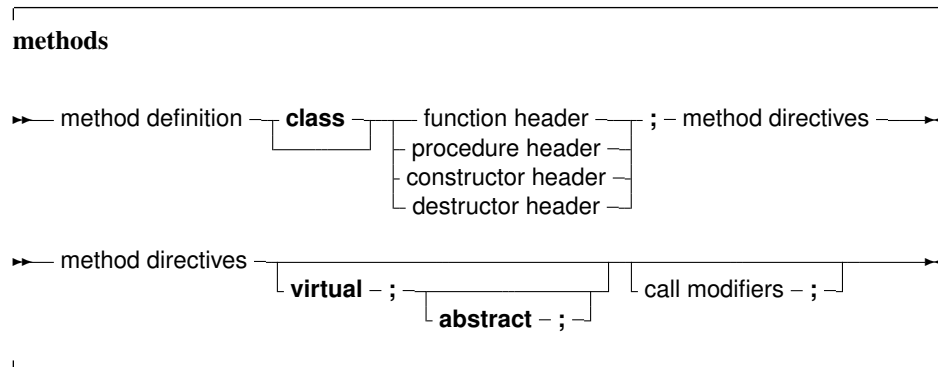 methods
method definition class function header ; method directives
procedure header
constructor header
destructor header
method directives
virtual ; call modifiers ;
abstract ;